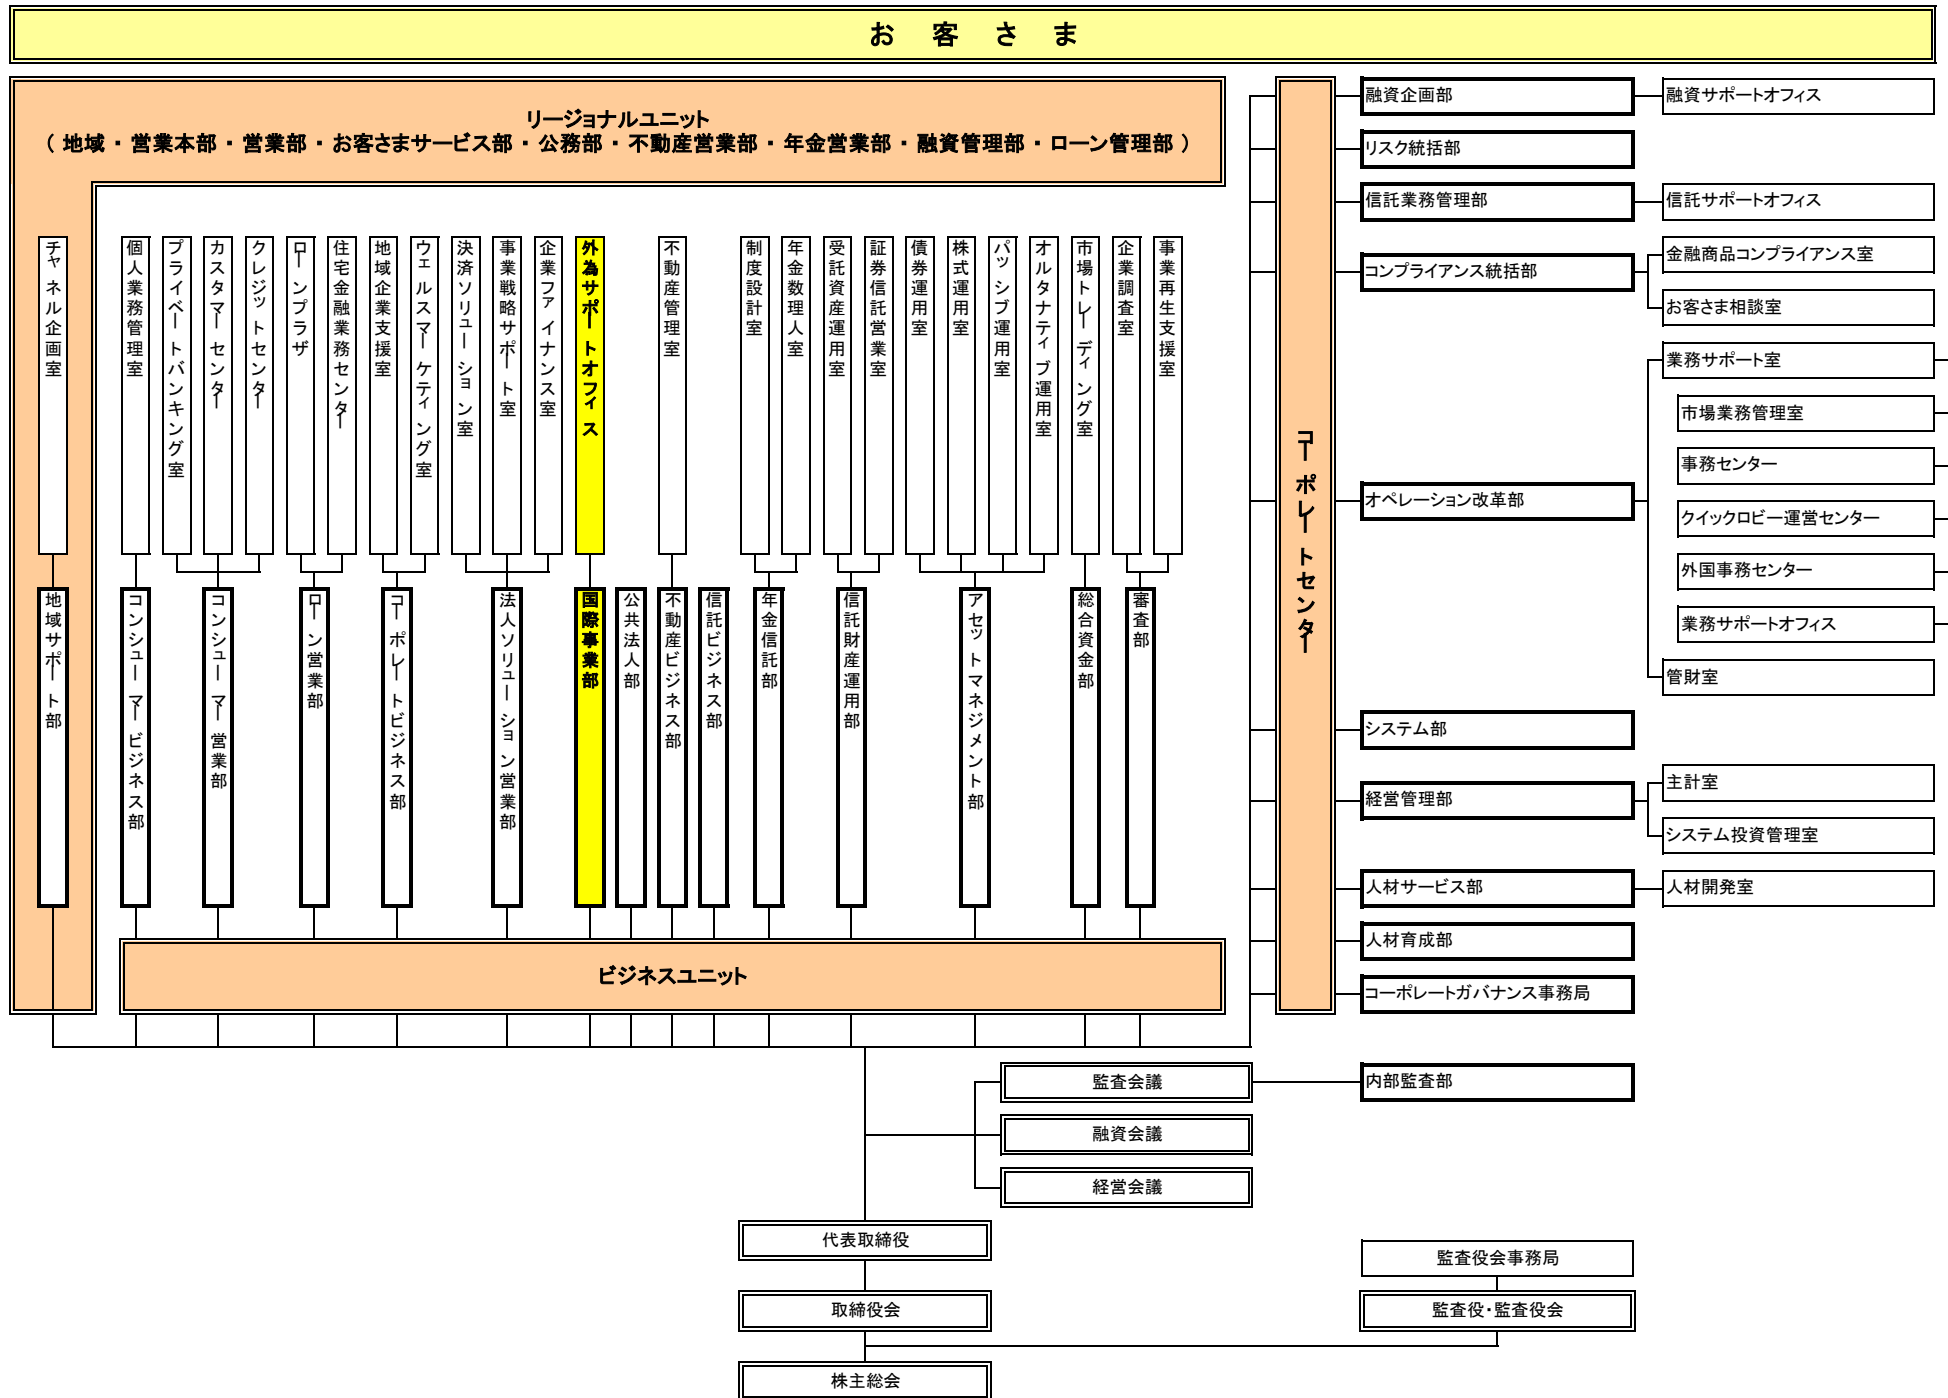 お客さま
リージョナルユニット
（ 地域 ・ 営業本部 ・ 営業部 ・ お客さまサービス部 ・ 公務部 ・ 不動産営業部 ・ 年金営業部 ・ 融資管理部 ・ ローン管理部 ）
チャネル企画室
個人業務管理室
プライベートバンキング室
カスタマーセンター
クレジットセンター
ローンプラザ
住宅金融業務センター
地域企業支援室
ウェルスマーケティング室
決済ソリューション室
事業戦略サポート室
企業ファイナンス室
外為サポートオフィス
不動産管理室
制度設計室
年金数理人室
受託資産運用室
証券信託営業室
債券運用室
株式運用室
パッシブ運用室
オルタナティブ運用室
市場トレーディング室
企業調査室
事業再生支援室
地域サポート部
コンシューマービジネス部
コンシューマー営業部
ローン営業部
コーポレートビジネス部
法人ソリューション営業部
国際事業部
公共法人部
不動産ビジネス部
信託ビジネス部
年金信託部
信託財産運用部
アセットマネジメント部
総合資金部
審査部
ビジネスユニット
コーポレートセンター
融資企画部
融資サポートオフィス
リスク統括部
信託業務管理部
信託サポートオフィス
コンプライアンス統括部
金融商品コンプライアンス室
お客さま相談室
オペレーション改革部
業務サポート室
市場業務管理室
事務センター
クイックロビー運営センター
外国事務センター
業務サポートオフィス
管財室
システム部
経営管理部
主計室
システム投資管理室
人材サービス部
人材開発室
人材育成部
コーポレートガバナンス事務局
監査会議
内部監査部
融資会議
経営会議
代表取締役
監査役会事務局
取締役会
監査役・監査役会
株主総会